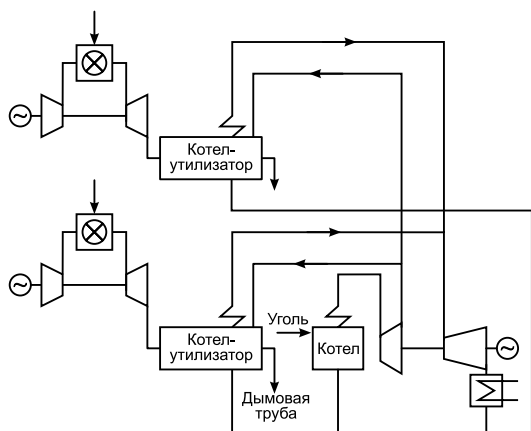 Котел-
утилизатор
Уголь
Котел-
утилизатор
Котел
Дымовая
труба